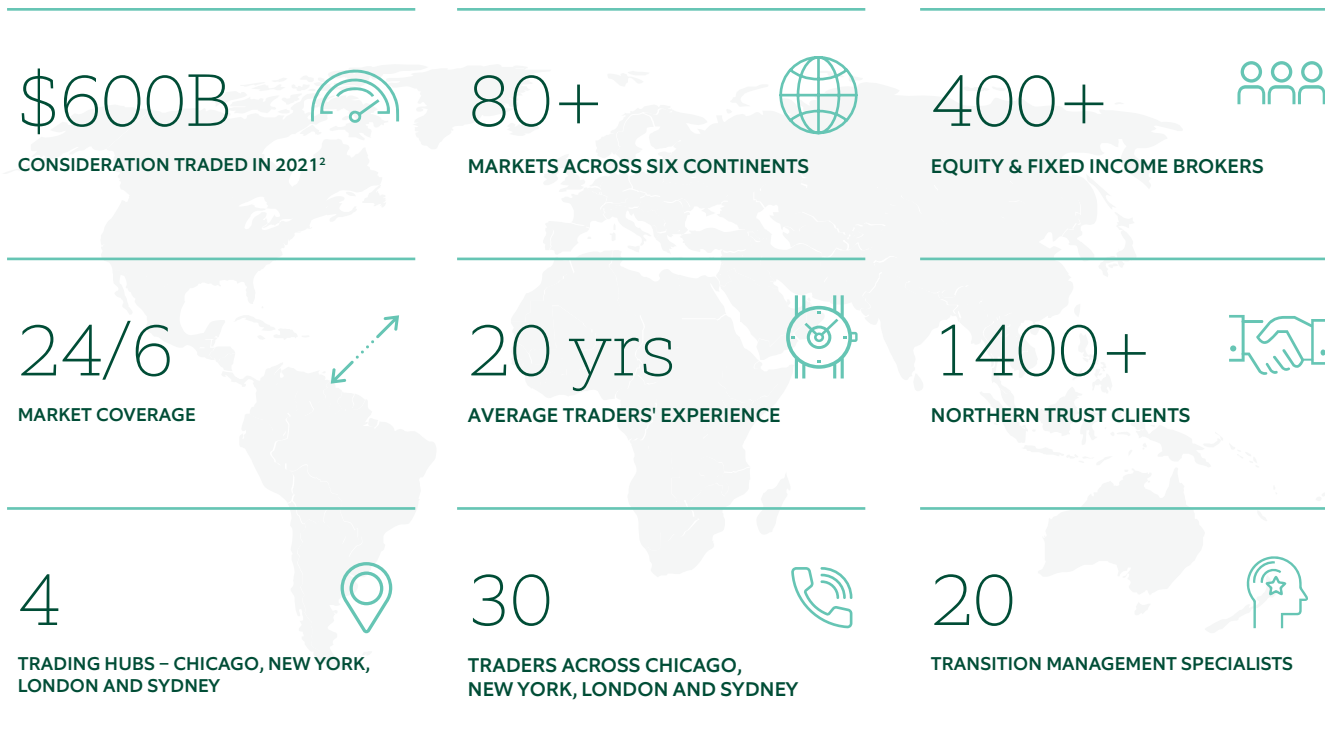 $600B
CONSIDERATION TRADED IN 2021²
80+
MARKETS ACROSS SIX CONTINENTS
400+
EQUITY & FIXED INCOME BROKERS
24/6
MARKET COVERAGE
20 yrs
AVERAGE TRADERS' EXPERIENCE
1400+
NORTHERN TRUST CLIENTS
4
TRADING HUBS – CHICAGO, NEW YORK,
LONDON AND SYDNEY
30
TRADERS ACROSS CHICAGO,
NEW YORK, LONDON AND SYDNEY
20
TRANSITION MANAGEMENT SPECIALISTS